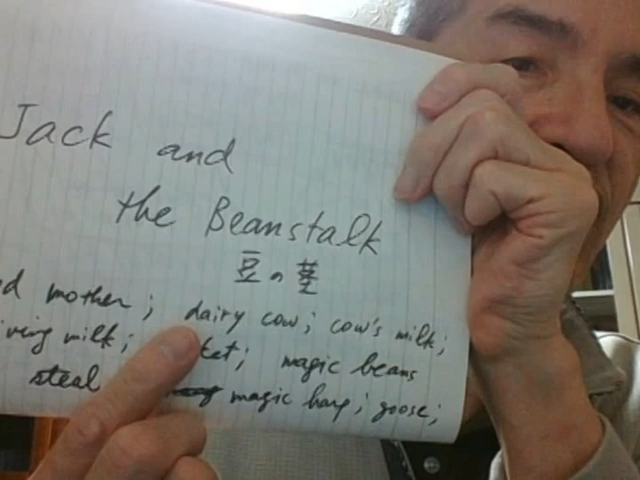 Jack and
the Beanstalk
豆の茎
mother; dairy cow; cow's milk;
milk; magic beans
steal magic harp; goose;